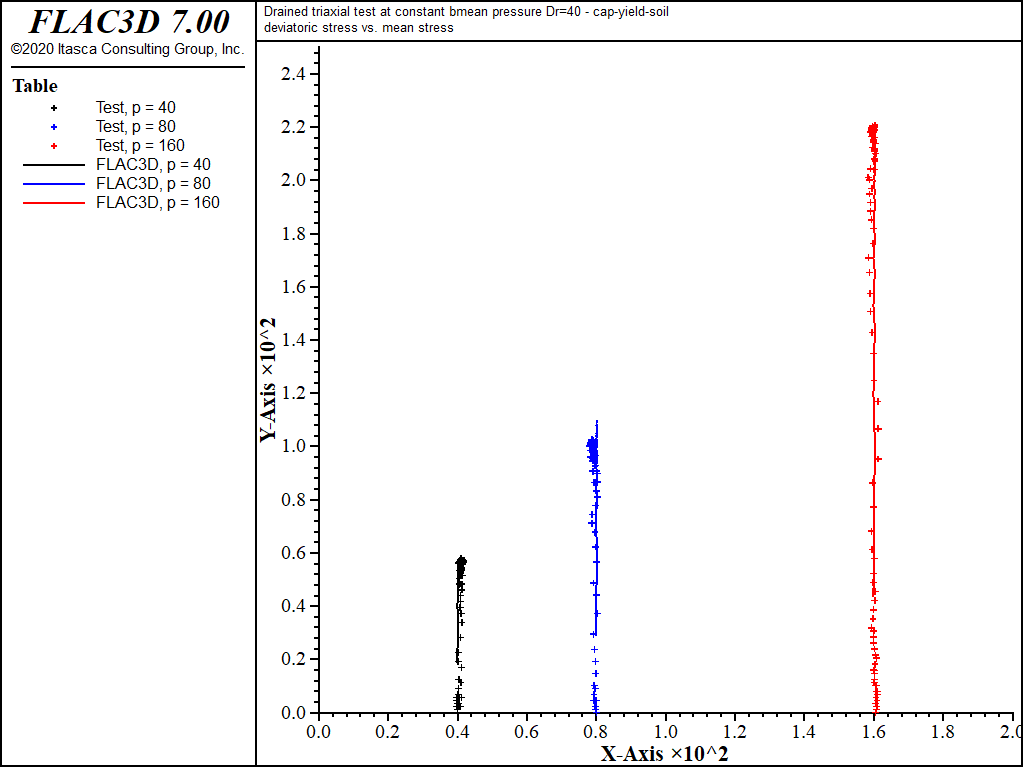 FLAC3D 7.00
©2020 Itasca Consulting Group, Inc.
Table
Test, p = 40
Test, p = 80
Test, p = 160
FLAC3D, p = 40
FLAC3D, p = 80
FLAC3D, p = 160
Drained triaxial test at constant bmean pressure Dr=40 - cap-yield-soil
deviatoric stress vs. mean stress
Y-Axis ×10^2
2.4
2.2
2.0
1.8
1.6
1.4
1.2
1.0
0.8
0.6
0.4
0.2
0.0
0.0 0.2 0.4 0.6 0.8 1.0 1.2 1.4 1.6 1.8 2.0
X-Axis ×10^2